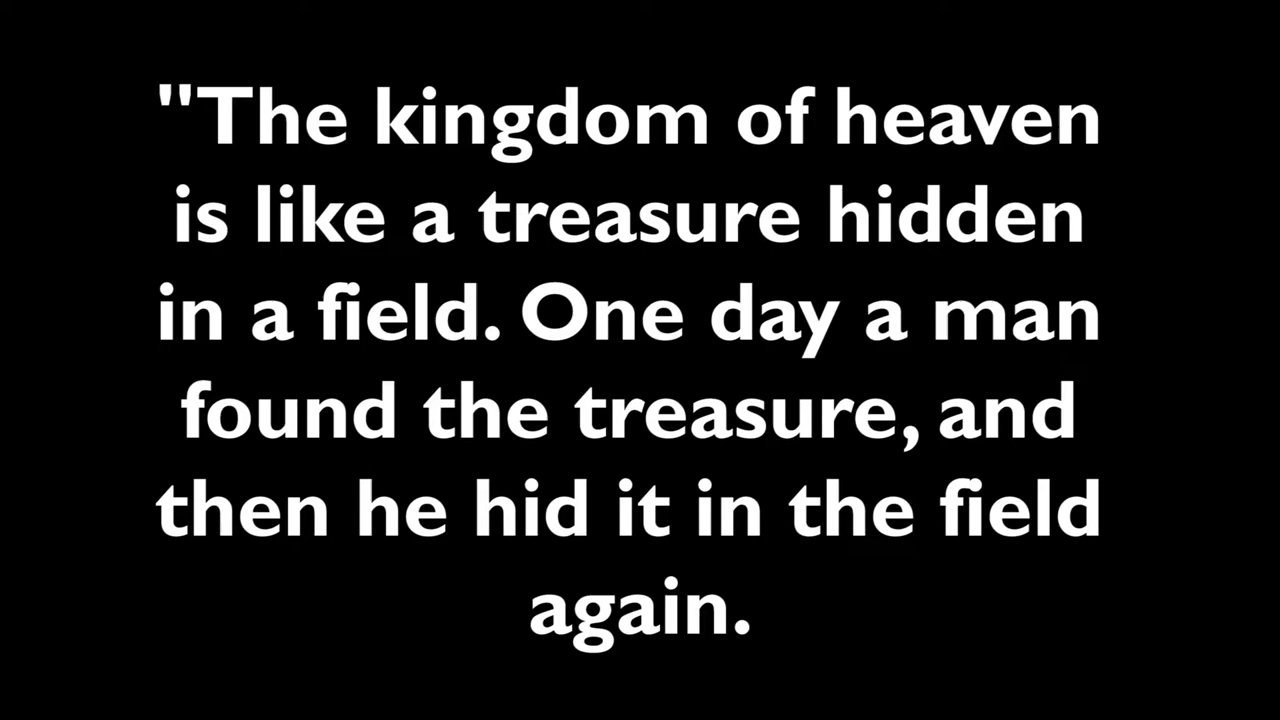 "The kingdom of heaven
is like a treasure hidden
in a field. One day a man
found the treasure, and
then he hid it in the field
again.